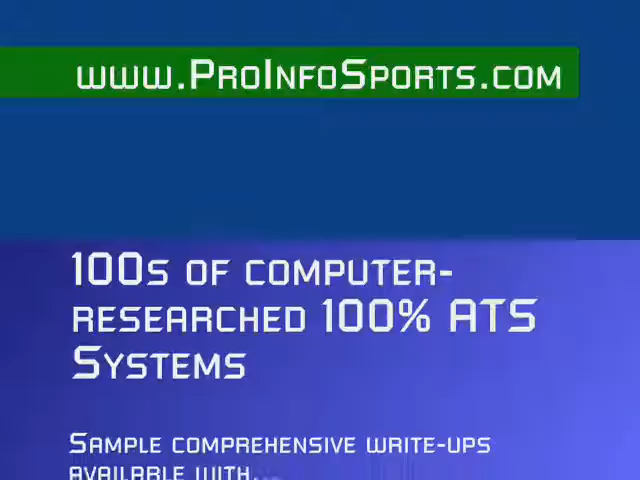 www.ProInfoSports.com
100s of computer-
researched 100% ATS
Systems
Sample comprehensive write-ups
available with...